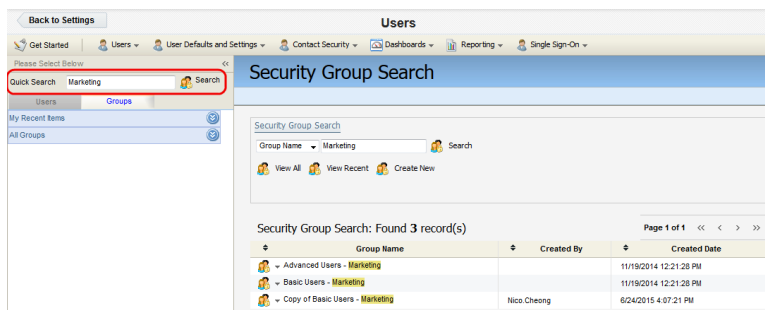 Back to Settings
Users
Get Started Users User Defaults and Settings Contact Security Dashboards Reporting Single Sign-On
Please Select Below
Quick Search Marketing Search
Users Groups
My Recent Items
All Groups
Security Group Search
Security Group Search
Group Name Marketing Search
View All View Recent Create New
Security Group Search: Found 3 record(s) Page 1 of 1
Group Name Created By Created Date
Advanced Users - Marketing 11/19/2014 12:21:28 PM
Basic Users - Marketing 11/19/2014 12:21:28 PM
Copy of Basic Users - Marketing Nico.Cheong 6/24/2015 4:07:21 PM